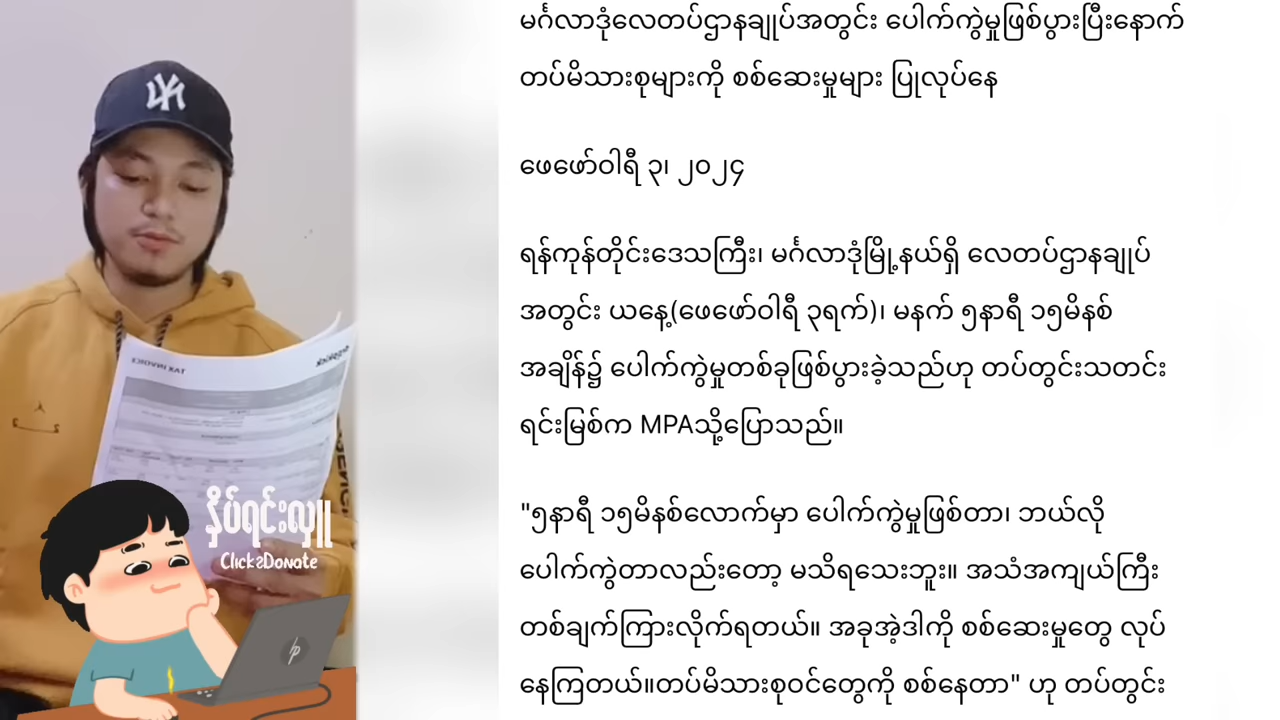 မင်္ဂလာဒုံလေတပ်ဌာနချုပ်အတွင်း ပေါက်ကွဲမှုဖြစ်ပွားပြီးနောက်
တပ်မိသားစုများကို စစ်ဆေးမှုများ ပြုလုပ်နေ
ဖေဖော်ဝါရီ ၃၊ ၂၀၂၄
ရန်ကုန်တိုင်းဒေသကြီး၊ မင်္ဂလာဒုံမြို့နယ်ရှိ လေတပ်ဌာနချုပ်
အတွင်း ယနေ့(ဖေဖော်ဝါရီ ၃ရက်)၊ မနက် ၅နာရီ ၁၅မိနစ်
အချိန်၌ ပေါက်ကွဲမှုတစ်ခုဖြစ်ပွားခဲ့သည်ဟု တပ်တွင်းသတင်း
ရင်းမြစ်က MPAသို့ပြောသည်။
"၅နာရီ ၁၅မိနစ်လောက်မှာ ပေါက်ကွဲမှုဖြစ်တာ၊ ဘယ်လို
ပေါက်ကွဲတာလည်းတော့ မသိရသေးဘူး။ အသံအကျယ်ကြီး
တစ်ချက်ကြားလိုက်ရတယ်။ အခုအဲ့ဒါကို စစ်ဆေးမှုတွေ လုပ်
နေကြတယ်။တပ်မိသားစုဝင်တွေကို စစ်နေတာ" ဟု တပ်တွင်း
TAX INVOICE
နှိပ်ရင်းလှူ
Click2Donate
hp